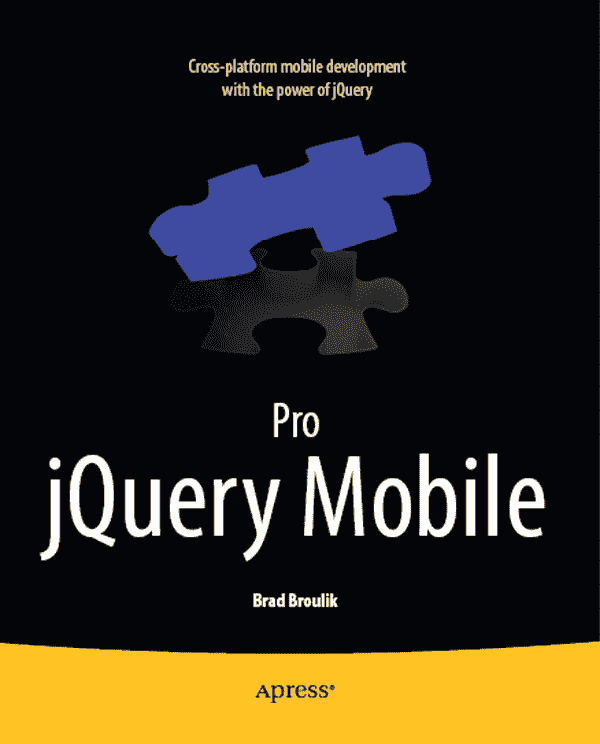 Cross-platform mobile development
with the power of jQuery
Pro
jQuery Mobile
Brad Broulik
Apress®